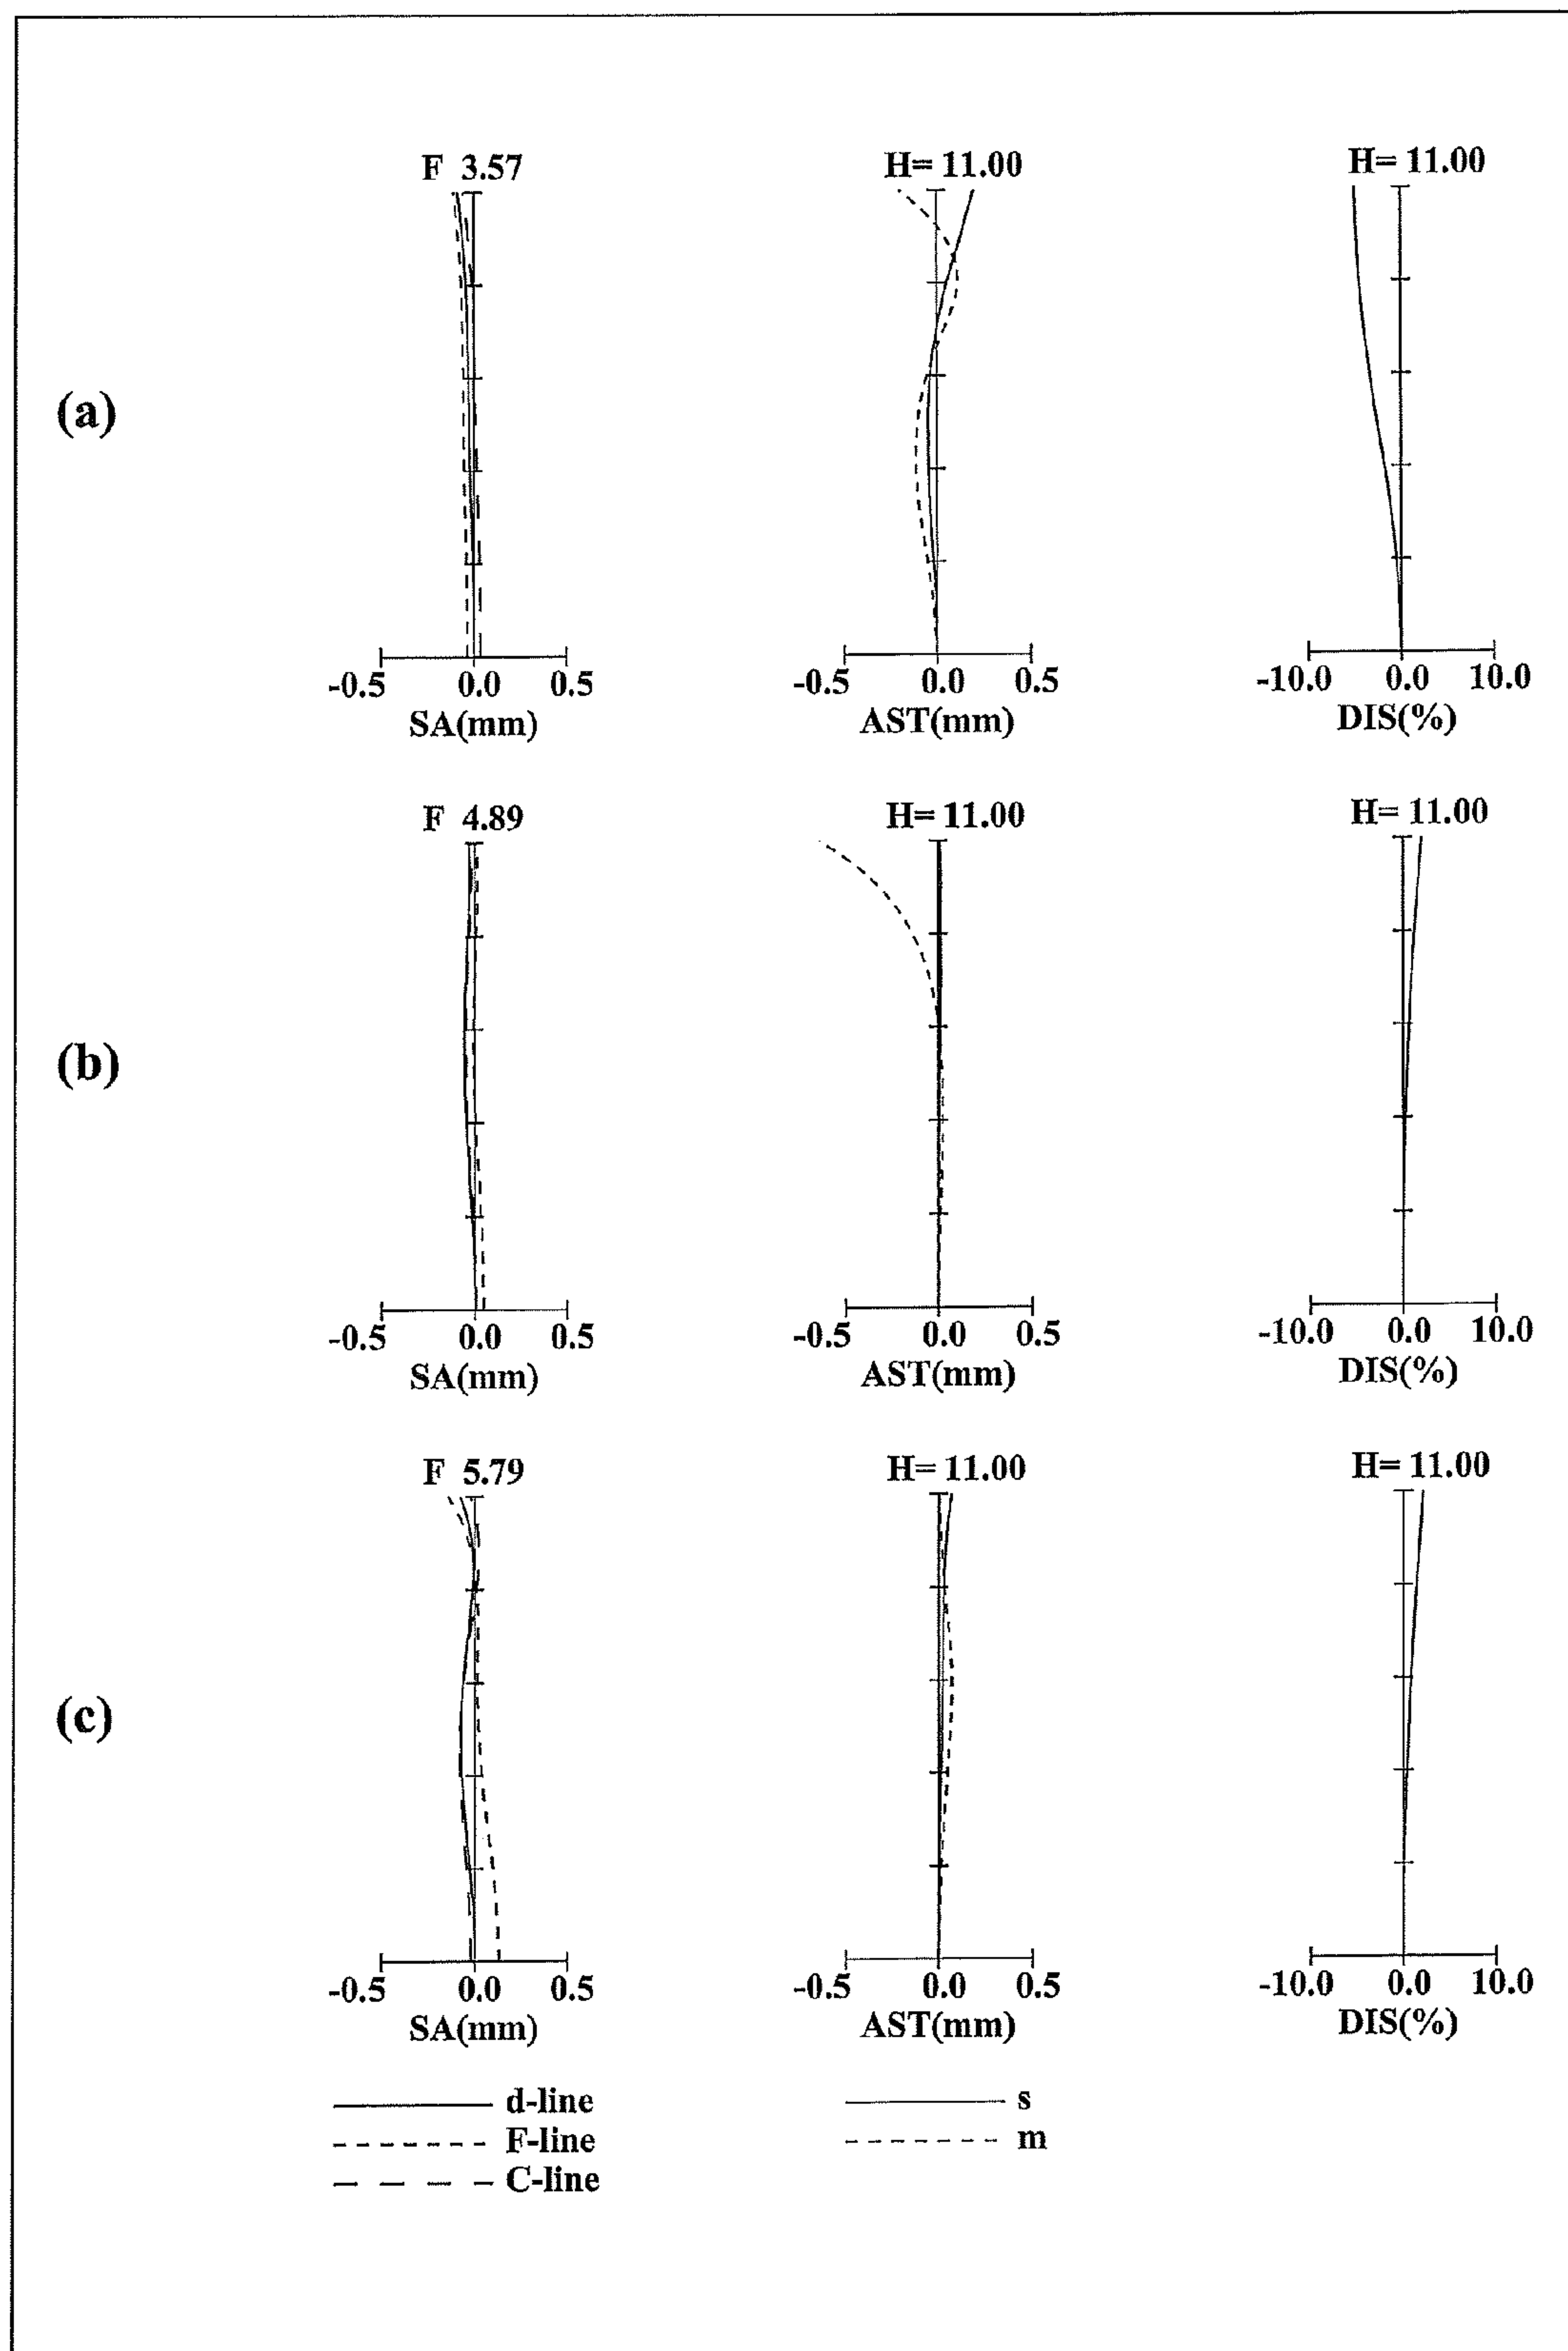 F 3.57 H= 11.00 H= 11.00
(a)
-0.5 0.0 0.5 -0.5 0.0 0.5 -10.0 0.0 10.0
SA(mm) AST(mm) DIS(%)
F 4.89 H= 11.00 H= 11.00
(b)
-0.5 0.0 0.5 -0.5 0.0 0.5 -10.0 0.0 10.0
SA(mm) AST(mm) DIS(%)
F 5.79 H= 11.00 H= 11.00
(c)
-0.5 0.0 0.5 -0.5 0.0 0.5 -10.0 0.0 10.0
SA(mm) AST(mm) DIS(%)
d-line s
F-line m
C-line